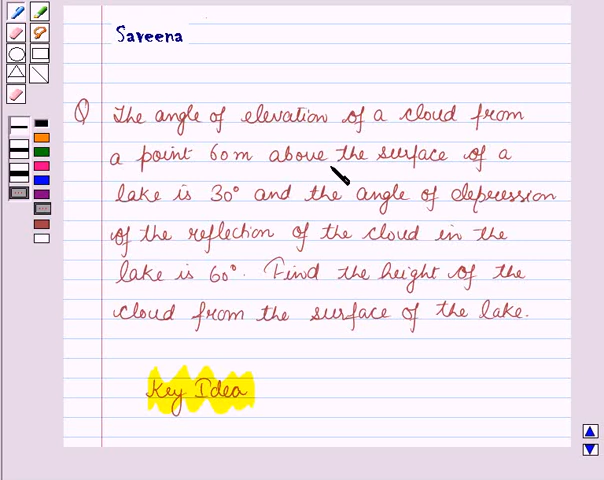 Saveena
Q The angle of elevation of a cloud from
a point 60m above the surface of a
lake is 30° and the angle of depression
of the reflection of the cloud in the
lake is 60°. Find the height of the
cloud from the surface of the lake.
Key Idea